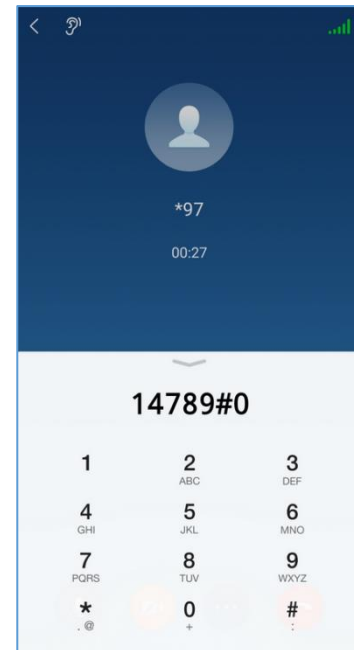 *97
00:27
14789#0
1 2 3
ABC DEF
4 5 6
GHI JKL MNO
7 8 9
PQRS TUV WXYZ
* 0 #
. @ + :